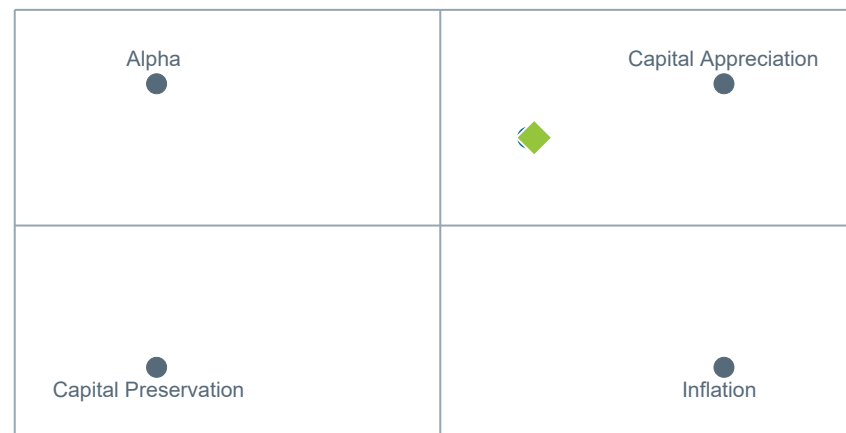 Alpha
Capital Appreciation
Capital Preservation
Inflation